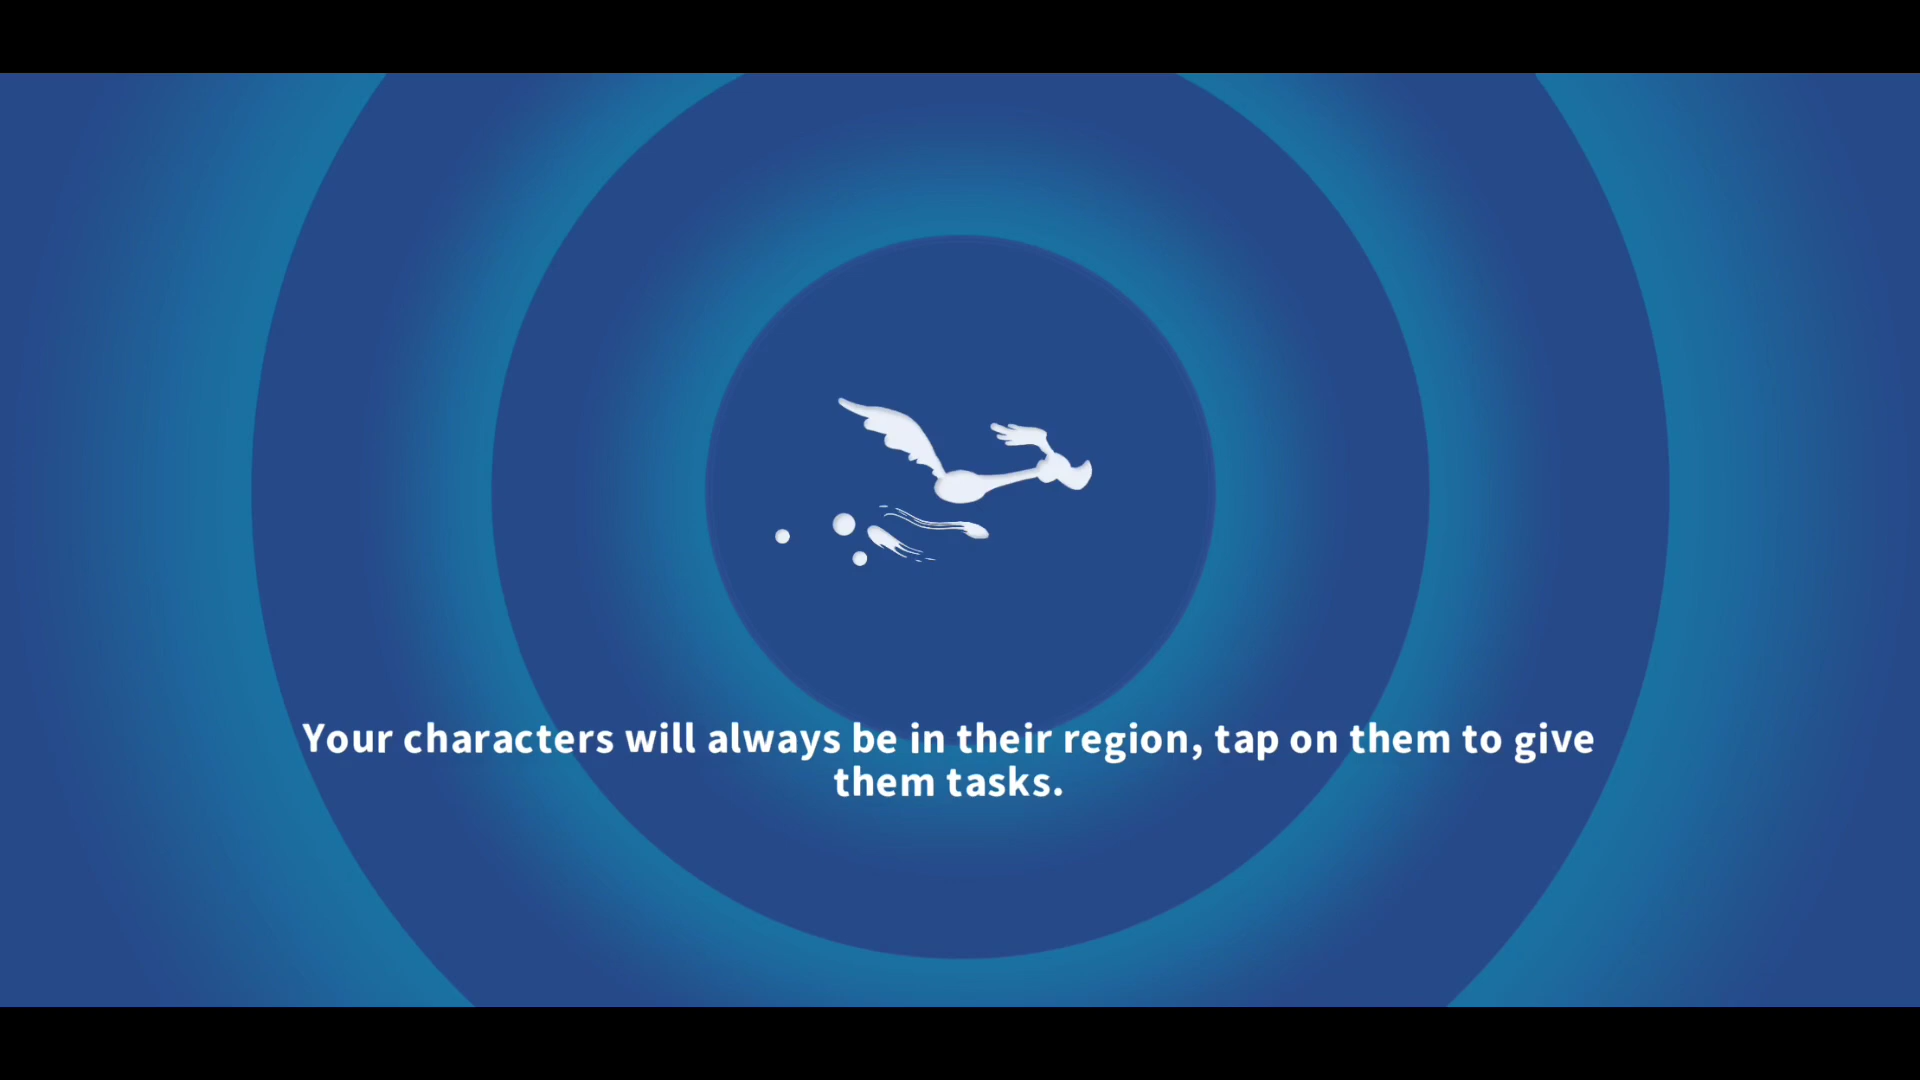 Your characters will always be in their region, tap on them to give
them tasks.